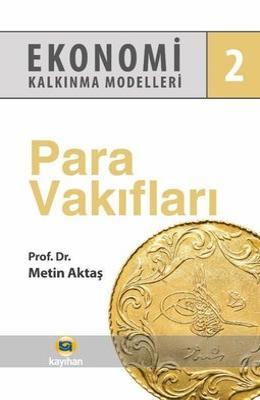 EKONOMİ
KALKINMA MODELLERİ
2
Para
Vakıfları
Prof. Dr.
Metin Aktaş
kayıhan